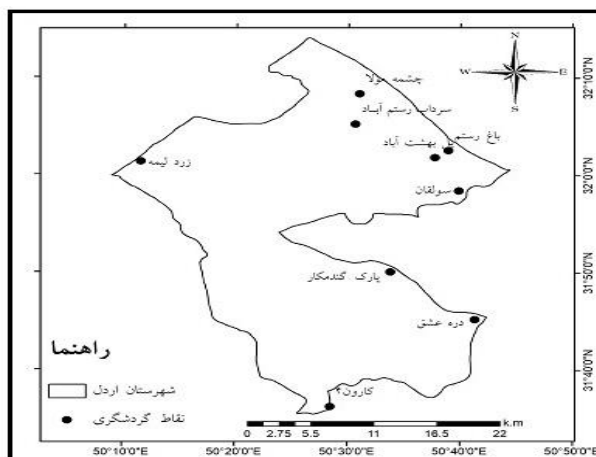 N
W E
S
چشمه مولا
سرداب رستم آباد
باغ رستم
پل بهشت آباد
زرد لیمه
سولقان
پارک گندمکار
دره عشق
کارون۴
راهنما
شهرستان اردل
نقاط گردشگری
k.m
0 2.75 5.5 11 16.5 22
32°10'0"N
32°0'0"N
31°50'0"N
31°40'0"N
50°10'0"E 50°20'0"E 50°30'0"E 50°40'0"E 50°50'0"E